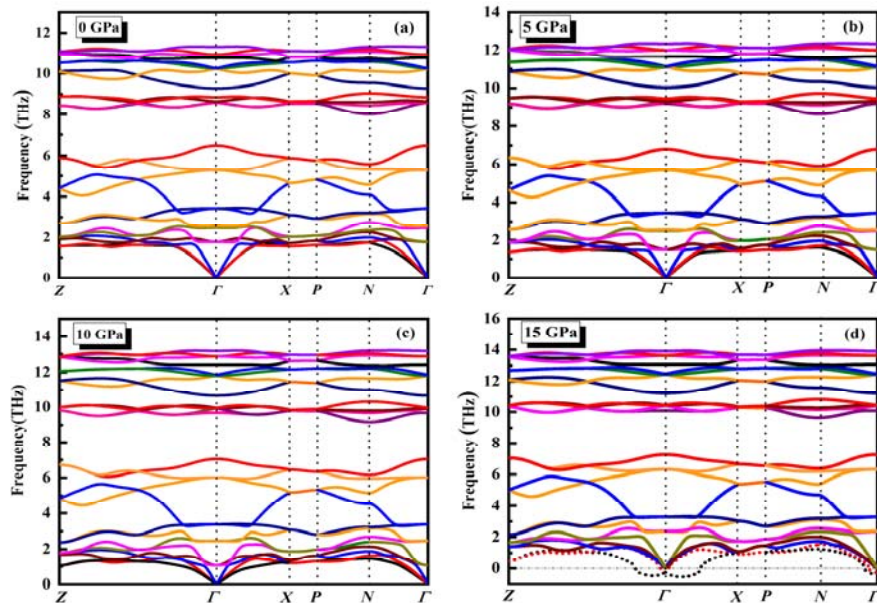 0 GPa
(a)
Frequency (THz)
12
10
8
6
4
2
0
Z Γ X P N Γ
5 GPa
(b)
Frequency (THz)
14
12
10
8
6
4
2
0
Z Γ X P N Γ
10 GPa
(c)
Frequency(THz)
14
12
10
8
6
4
2
0
Z Γ X P N Γ
15 GPa
(d)
Frequency (THz)
16
14
12
10
8
6
4
2
0
Z Γ X P N Γ